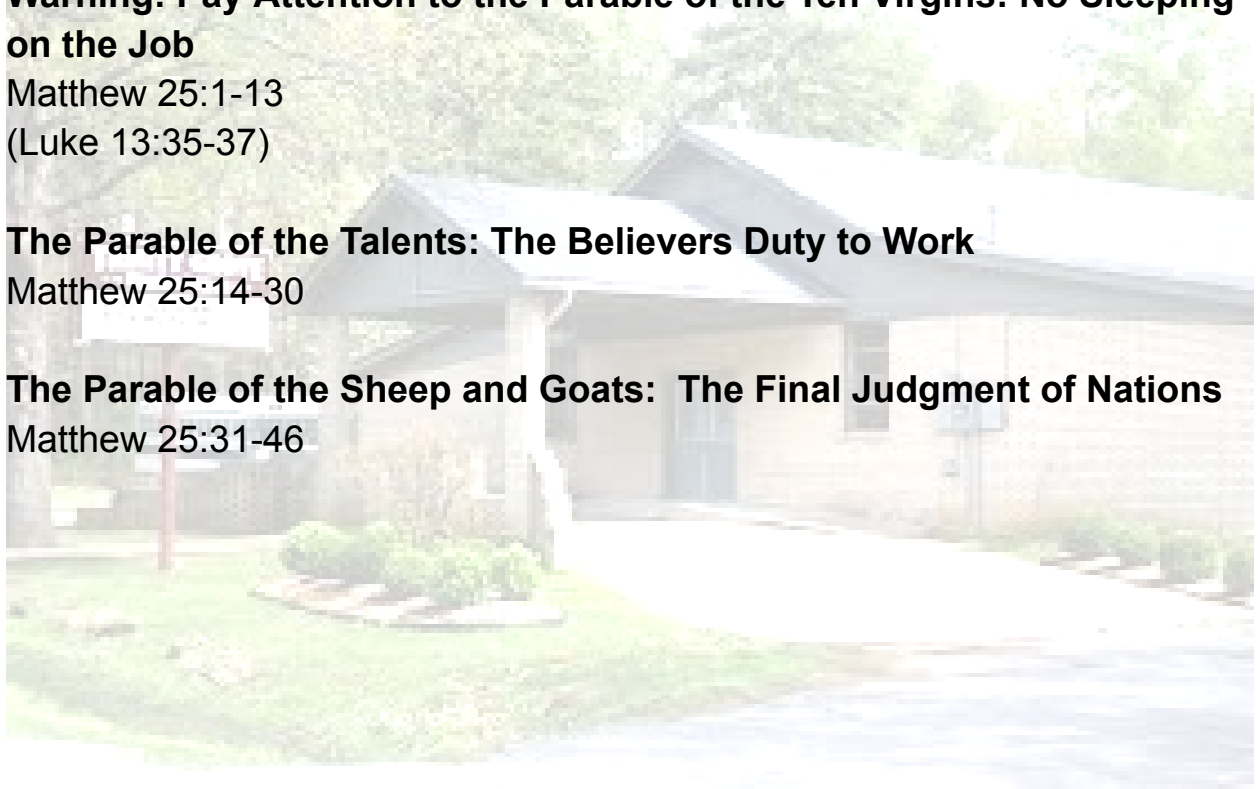 Warning: Pay Attention to the Parable of the Ten Virgins: No Sleeping
on the Job
Matthew 25:1-13
(Luke 13:35-37)
The Parable of the Talents: The Believers Duty to Work
Matthew 25:14-30
The Parable of the Sheep and Goats:  The Final Judgment of Nations
Matthew 25:31-46